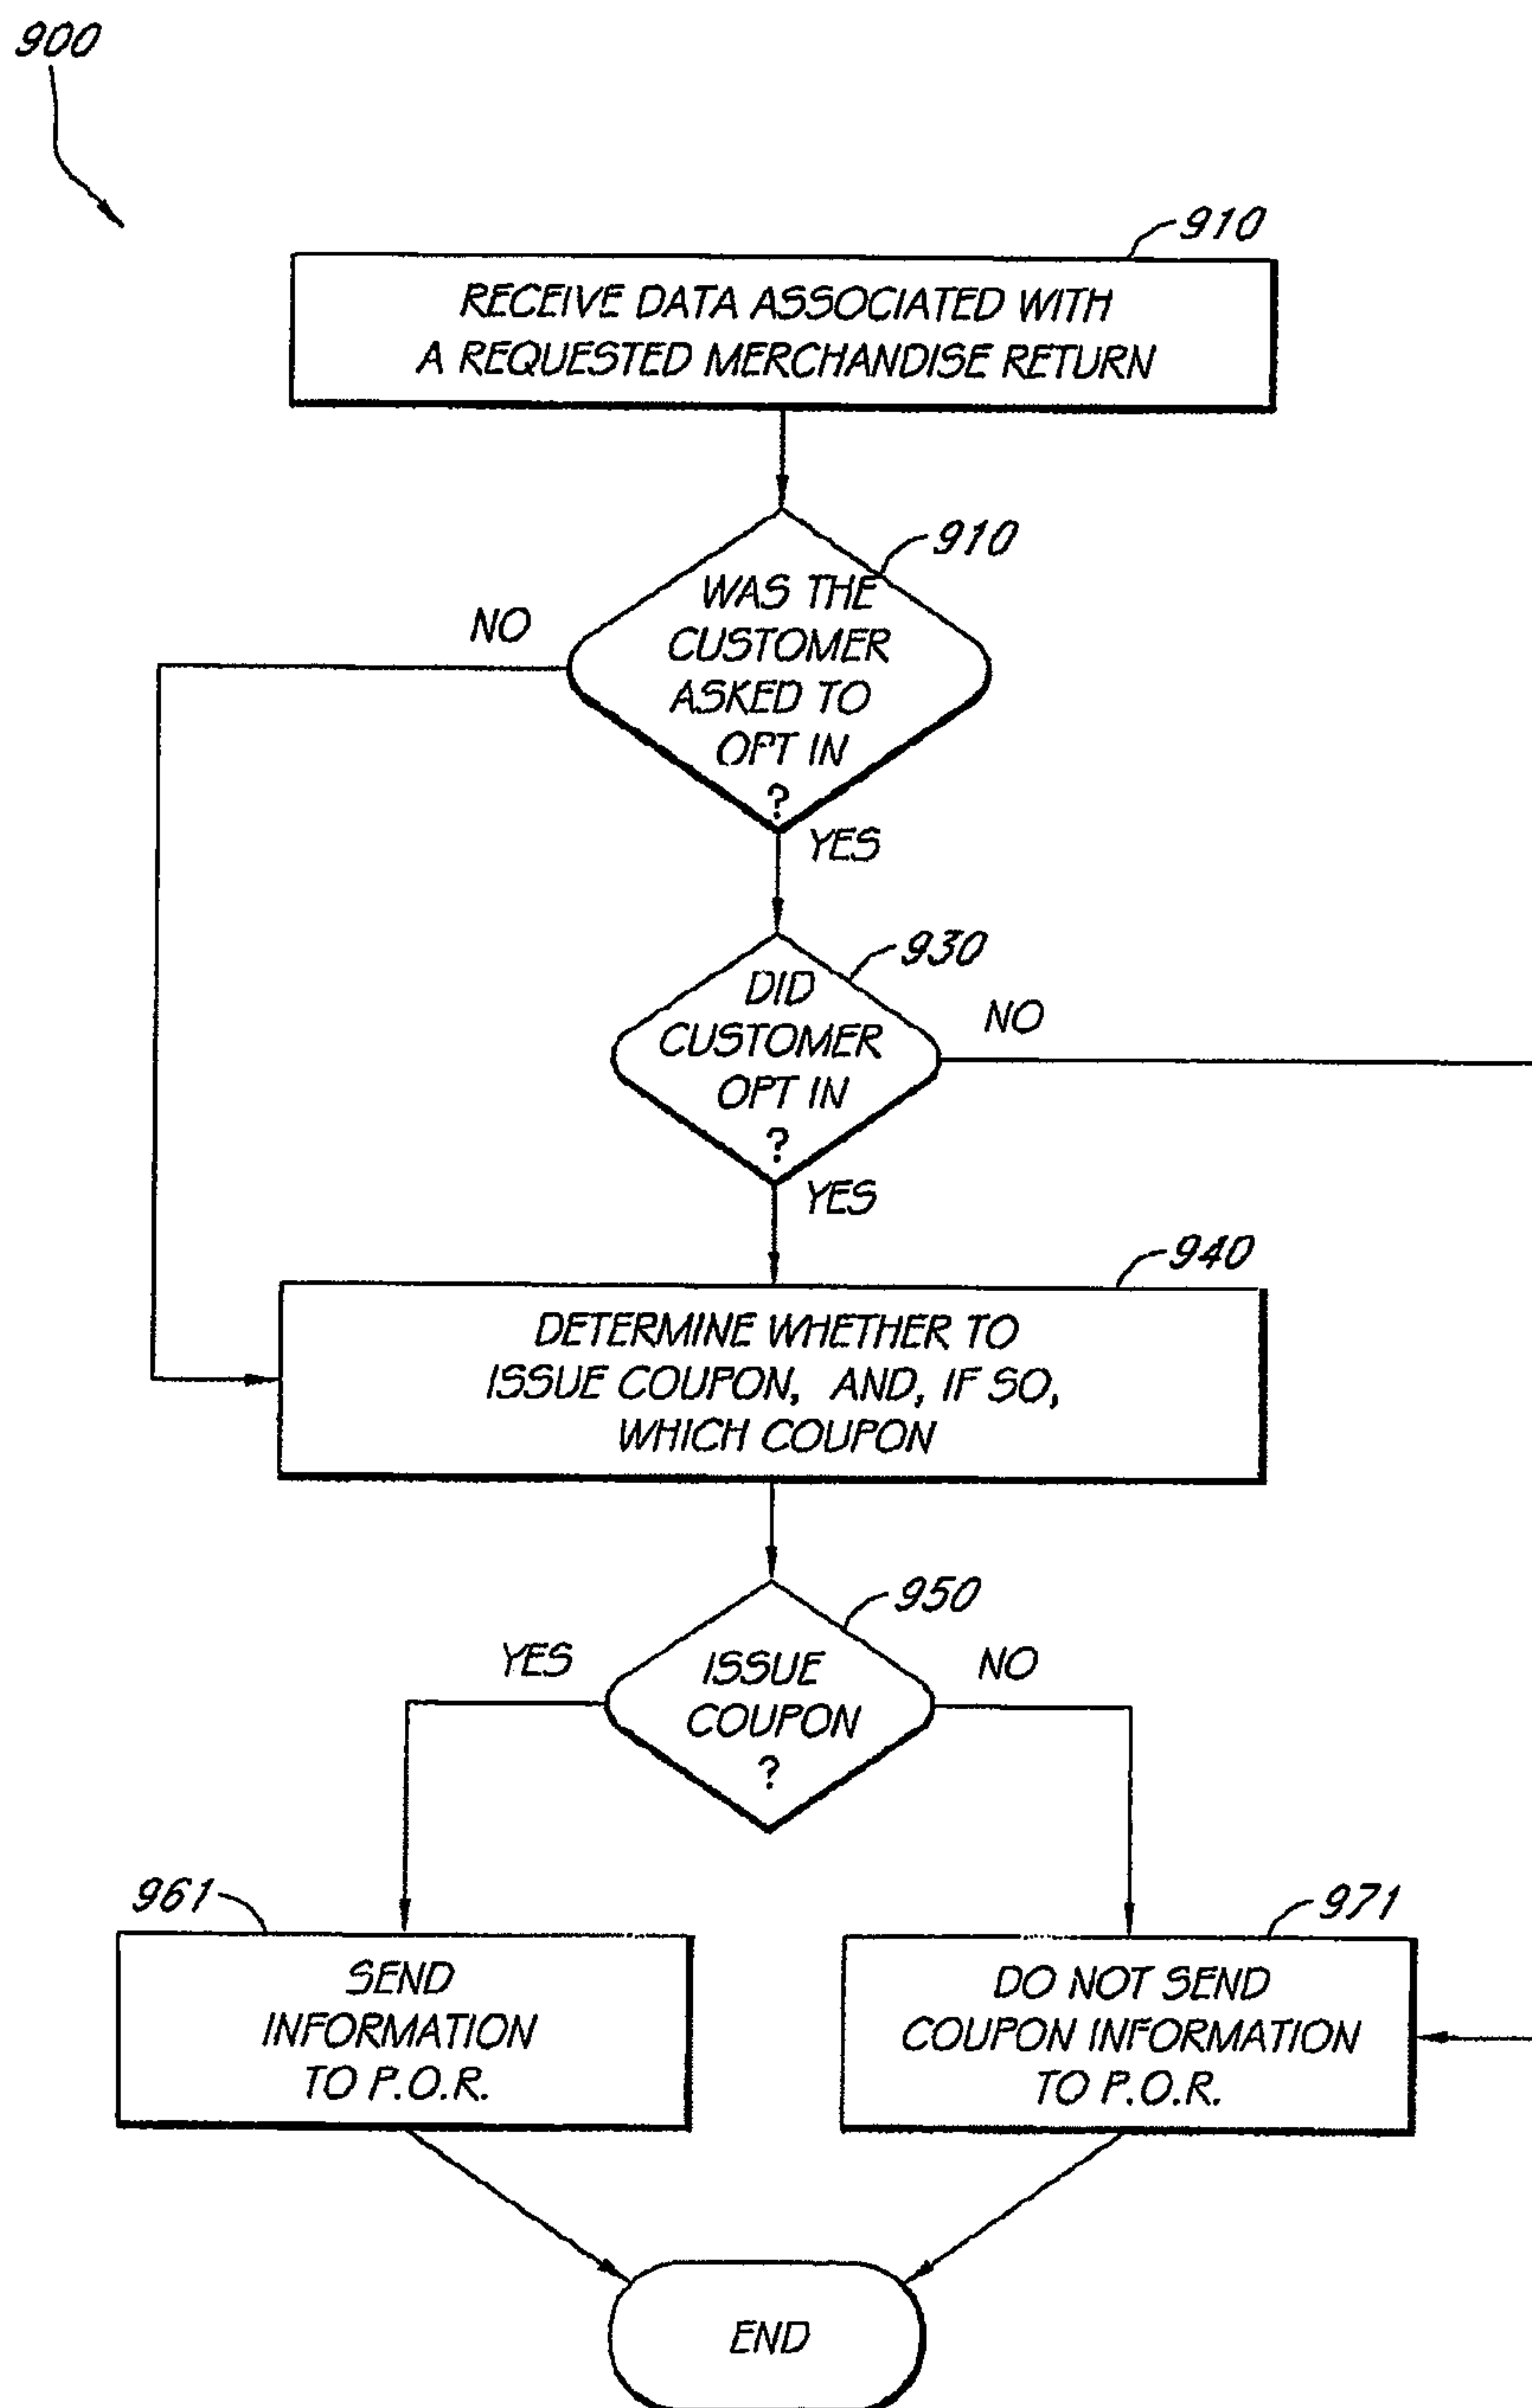 900
910
RECEIVE DATA ASSOCIATED WITH
A REQUESTED MERCHANDISE RETURN
910
WAS THE
CUSTOMER
ASKED TO
OPT IN
?
NO
YES
930
DID
CUSTOMER
OPT IN
?
NO
YES
940
DETERMINE WHETHER TO
ISSUE COUPON, AND, IF SO,
WHICH COUPON
950
YES
ISSUE
COUPON
?
NO
961
SEND
INFORMATION
TO P.O.R.
971
DO NOT SEND
COUPON INFORMATION
TO P.O.R.
END